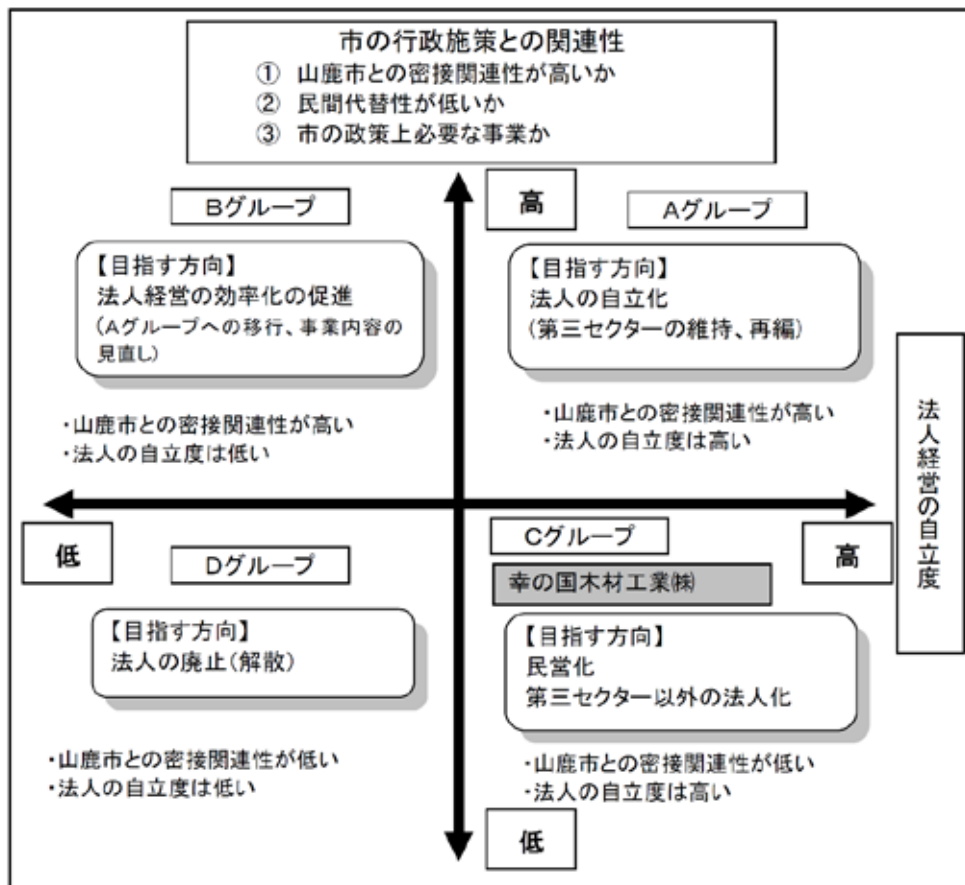 市の行政施策との関連性
① 山鹿市との密接関連性が高いか
② 民間代替性が低いか
③ 市の政策上必要な事業か
Bグループ
高
Aグループ
【目指す方向】
法人経営の効率化の促進
(Aグループへの移行、事業内容の
見直し)
【目指す方向】
法人の自立化
(第三セクターの維持、再編)
・山鹿市との密接関連性が高い
・法人の自立度は低い
・山鹿市との密接関連性が高い
・法人の自立度は高い
法人経営の自立度
低
Dグループ
Cグループ
高
幸の国木材工業㈱
【目指す方向】
法人の廃止(解散)
【目指す方向】
民営化
第三セクター以外の法人化
・山鹿市との密接関連性が低い
・法人の自立度は低い
・山鹿市との密接関連性が低い
・法人の自立度は高い
低